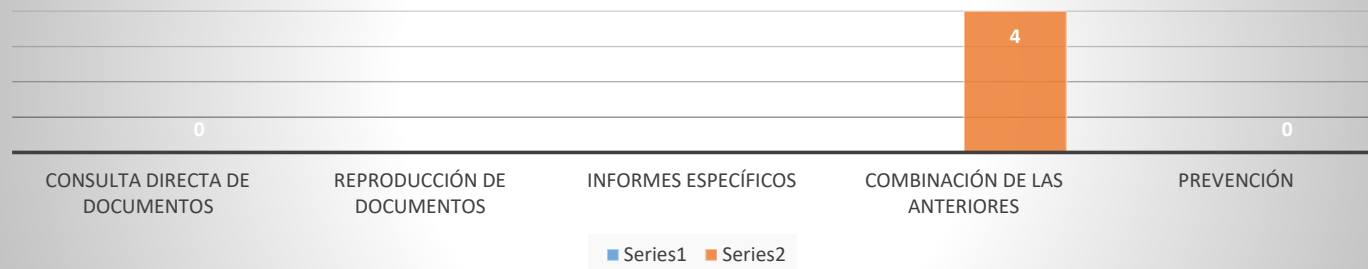 4
0
0
CONSULTA DIRECTA DE
DOCUMENTOS
REPRODUCCIÓN DE
DOCUMENTOS
INFORMES ESPECÍFICOS
COMBINACIÓN DE LAS
ANTERIORES
PREVENCIÓN
Series1
Series2